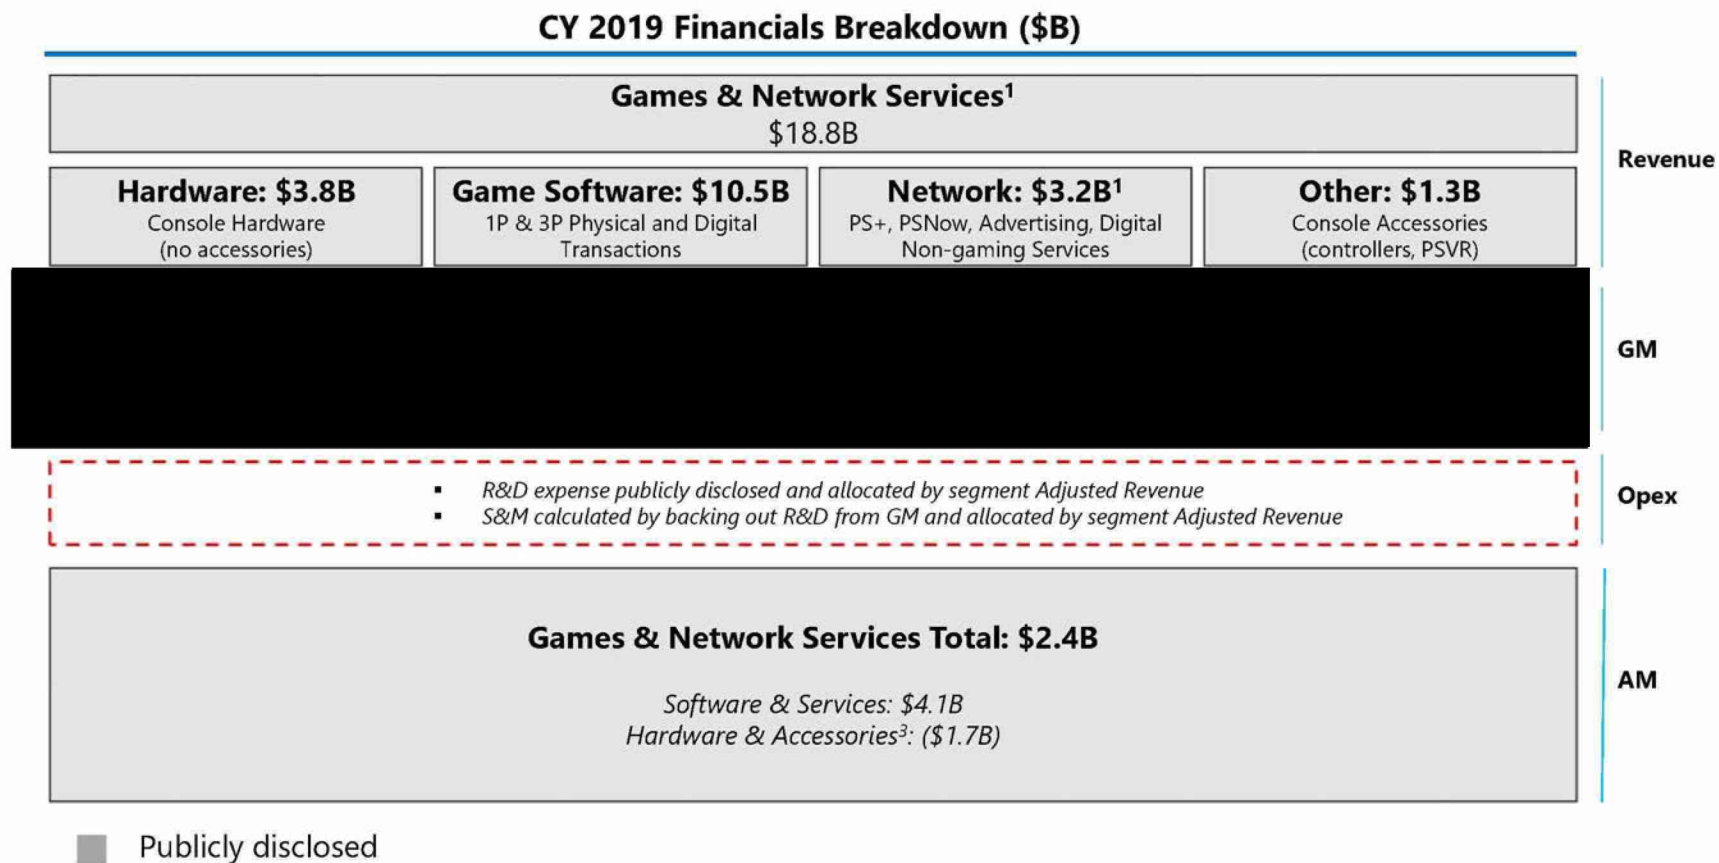 CY 2019 Financials Breakdown ($B)
Games & Network Services¹
$18.8B
Revenue
Hardware: $3.8B
Console Hardware
(no accessories)
Game Software: $10.5B
1P & 3P Physical and Digital
Transactions
Network: $3.2B¹
PS+, PSNow, Advertising, Digital
Non-gaming Services
Other: $1.3B
Console Accessories
(controllers, PSVR)
GM
▪ R&D expense publicly disclosed and allocated by segment Adjusted Revenue
▪ S&M calculated by backing out R&D from GM and allocated by segment Adjusted Revenue
Opex
Games & Network Services Total: $2.4B
Software & Services: $4.1B
Hardware & Accessories³: ($1.7B)
AM
Publicly disclosed